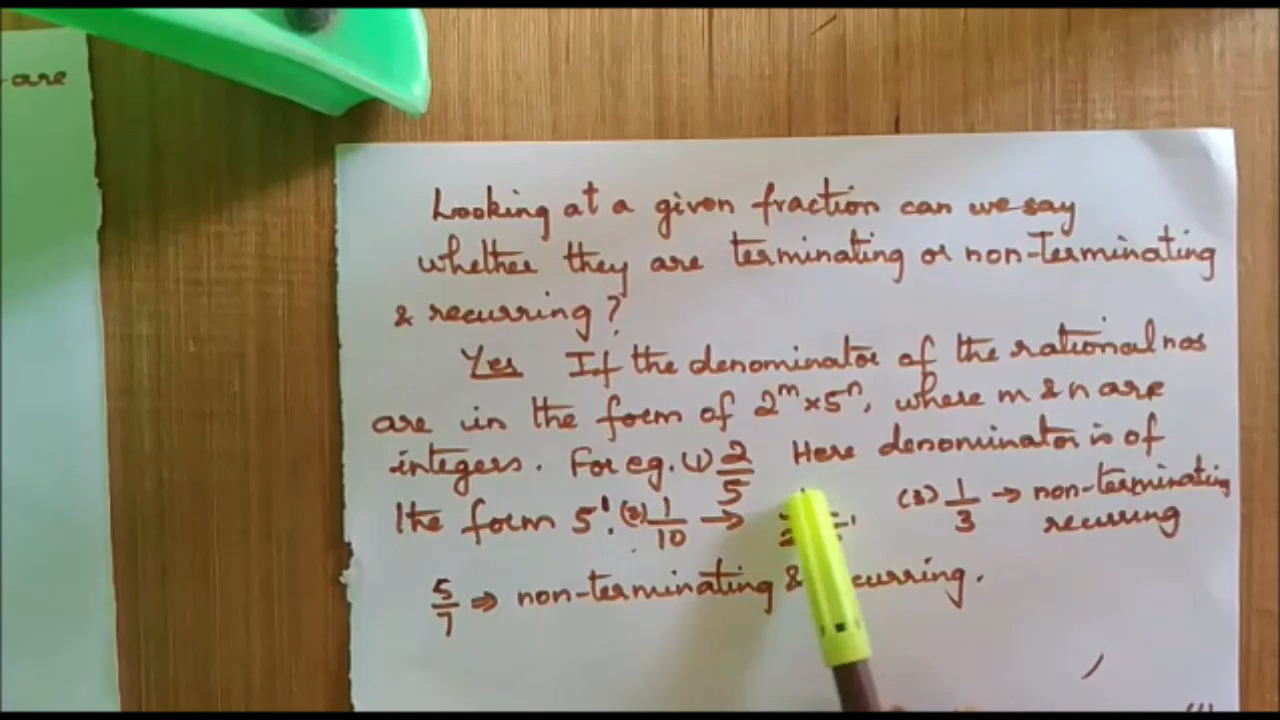 are
Looking at a given fraction can we say
whether they are terminating or non-Terminating
& recurring?
Yes If the denominator of the rational nos
are in the form of 2^m × 5^n, where m & n are
integers. For eg. (1) 2/5 Here denominator is of
the form 5^1. (2) 1/10 → (3) 1/3 → non-terminating
recurring
5/7 ⇒ non-terminating & recurring.